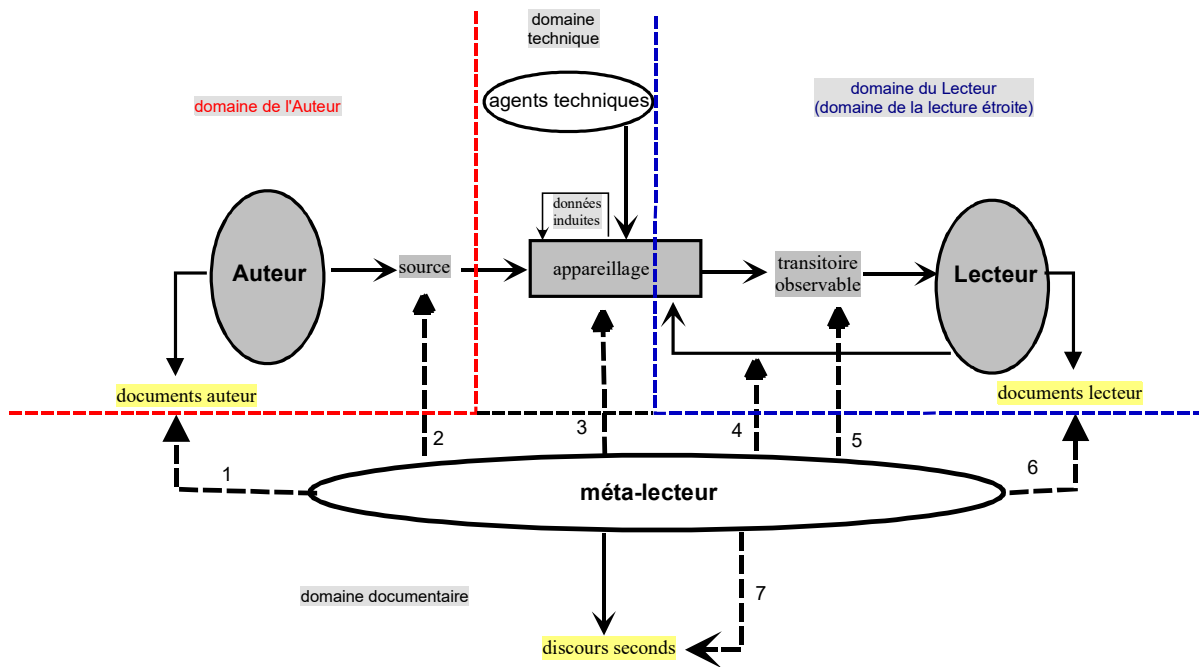 domaine
technique
agents techniques
domaine de l'Auteur
domaine du Lecteur
(domaine de la lecture étroite)
données
induites
Auteur
source
appareillage
transitoire
observable
Lecteur
documents auteur
documents lecteur
1
2
3
4
5
6
méta-lecteur
domaine documentaire
7
discours seconds